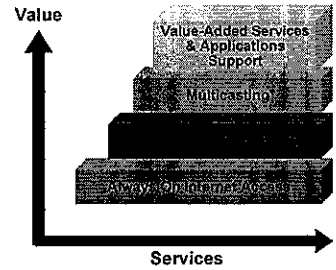 Value
Value-Added Services
& Applications
Support
Multicasting
Always On Internet Access
Services